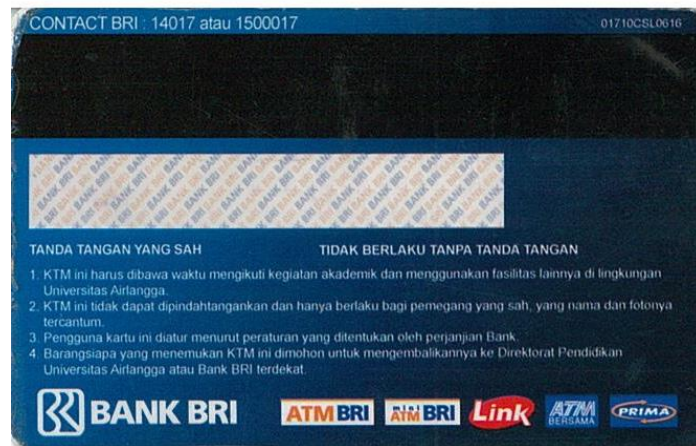 CONTACT BRI : 14017 atau 1500017
01710CSL0616
TANDA TANGAN YANG SAH
TIDAK BERLAKU TANPA TANDA TANGAN
1. KTM ini harus dibawa waktu mengikuti kegiatan akademik dan menggunakan fasilitas lainnya di lingkungan
Universitas Airlangga.
2. KTM ini tidak dapat dipindahtangankan dan hanya berlaku bagi pemegang yang sah, yang nama dan fotonya
tercantum.
3. Pengguna kartu ini diatur menurut peraturan yang ditentukan oleh perjanjian Bank.
4. Barangsiapa yang menemukan KTM ini dimohon untuk mengembalikannya ke Direktorat Pendidikan
Universitas Airlangga atau Bank BRI terdekat.
BANK BRI
ATM BRI
mini ATM BRI
Link
ATM BERSAMA
PRIMA